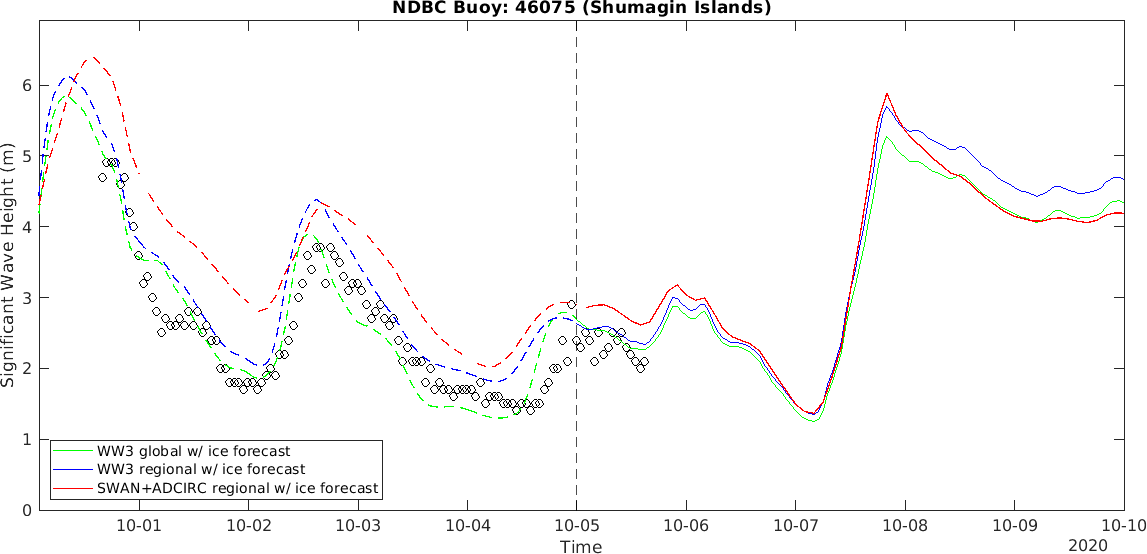 NDBC Buoy: 46075 (Shumagin Islands)
Significant Wave Height (m)
6
5
4
3
2
1
0
WW3 global w/ ice forecast
WW3 regional w/ ice forecast
SWAN+ADCIRC regional w/ ice forecast
10-01 10-02 10-03 10-04 10-05 10-06 10-07 10-08 10-09 10-10
Time
2020